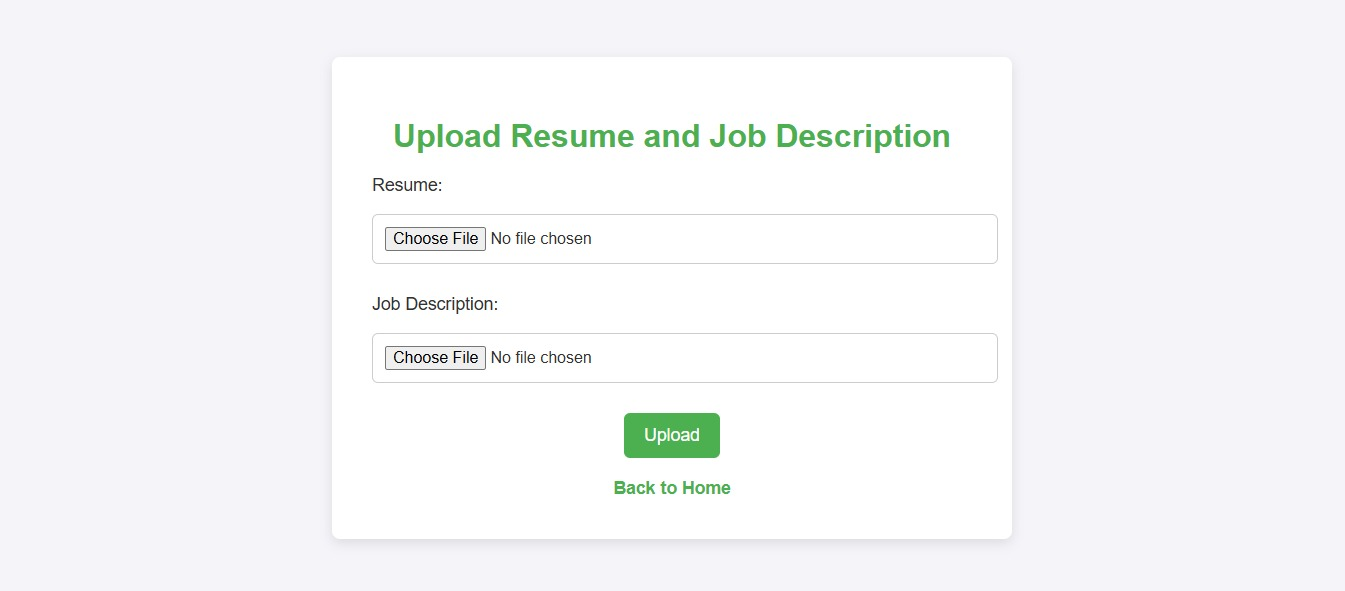 Upload Resume and Job Description
Resume:
Choose File No file chosen
Job Description:
Choose File No file chosen
Upload
Back to Home